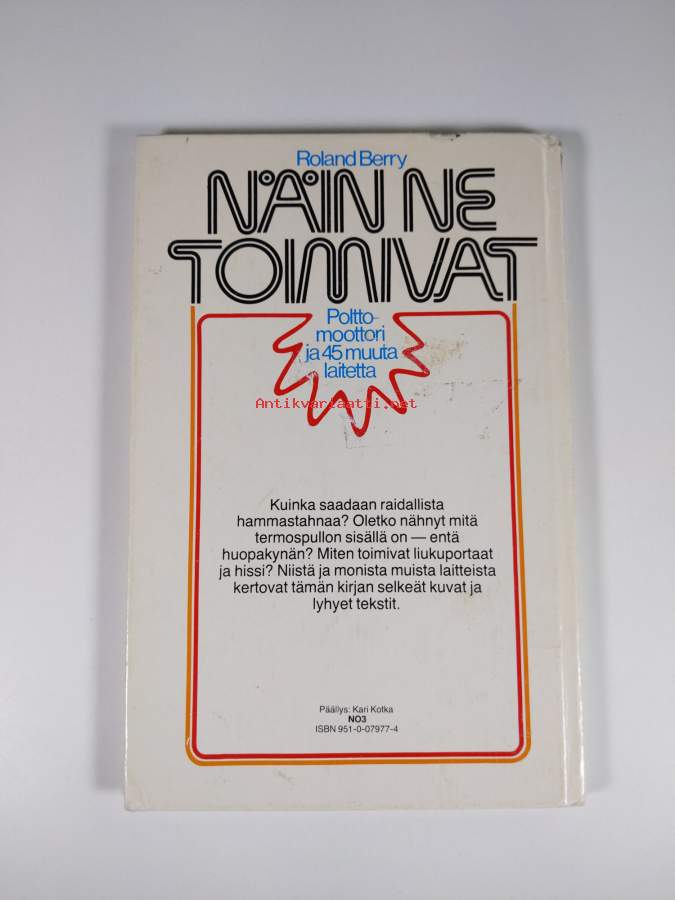 Roland Berry
NÄIN NE
TOIMIVAT
Poltto-
moottori
ja 45 muuta
laitetta
Antikvariaatti.net
Kuinka saadaan raidallista
hammastahnaa? Oletko nähnyt mitä
termospullon sisällä on — entä
huopakynän? Miten toimivat liukuportaat
ja hissi? Niistä ja monista muista laitteista
kertovat tämän kirjan selkeät kuvat ja
lyhyet tekstit.
Päällys: Kari Kotka
NO3
ISBN 951-0-07977-4